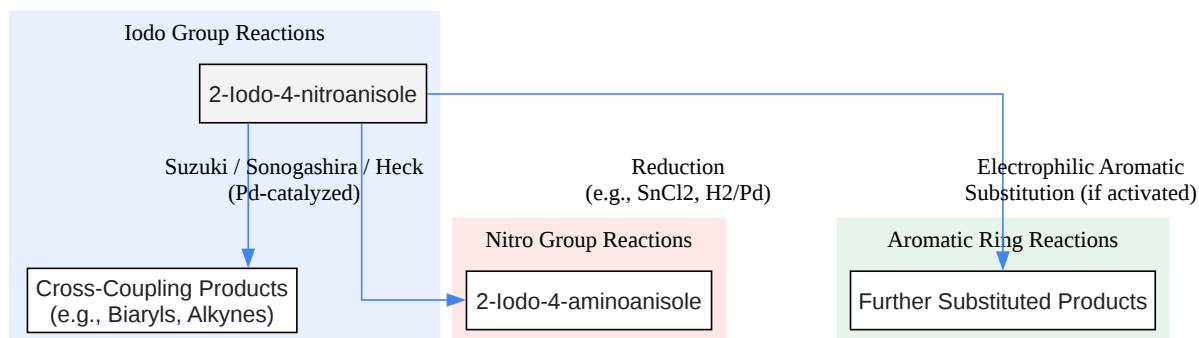 Iodo Group Reactions
2-Iodo-4-nitroanisole
Suzuki / Sonogashira / Heck
(Pd-catalyzed)
Reduction
(e.g., SnCl2, H2/Pd)
Electrophilic Aromatic
Substitution (if activated)
Nitro Group Reactions
Aromatic Ring Reactions
Cross-Coupling Products
(e.g., Biaryls, Alkynes)
2-Iodo-4-aminoanisole
Further Substituted Products